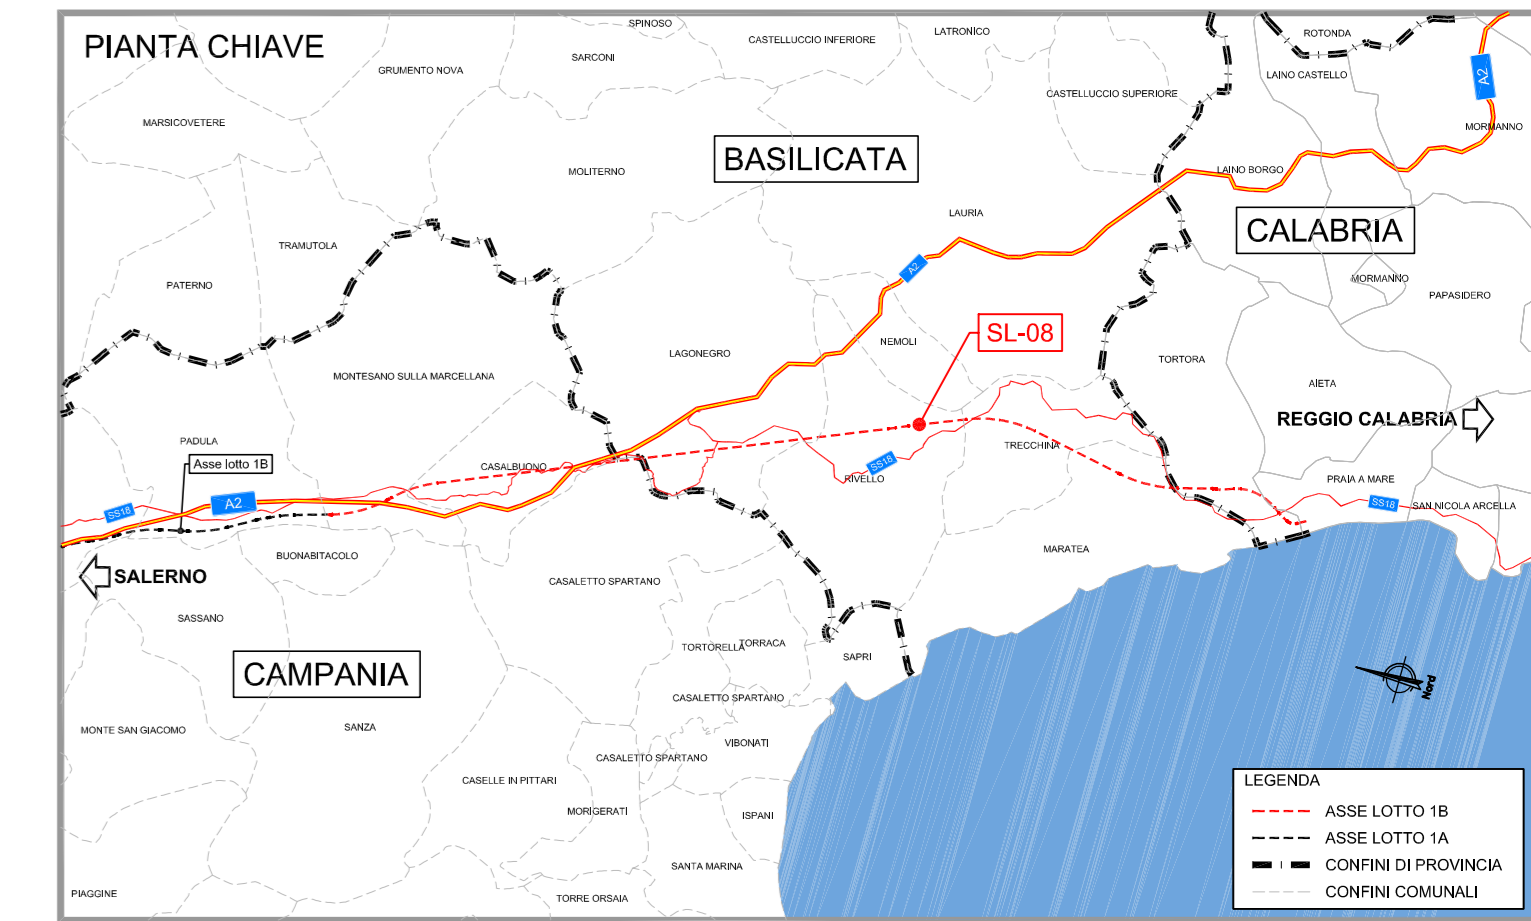 PIANTA CHIAVE
SPINOSO
CASTELLUCCIO INFERIORE
LATRONICO
ROTONDA
SARCONI
GRUMENTO NOVA
LAINO CASTELLO
A2
CASTELLUCCIO SUPERIORE
MARSICOVETERE
MORMANNO
BASILICATA
MOLITERNO
LAINO BORGO
LAURIA
CALABRIA
TRAMUTOLA
A2
MORMANNO
PATERNO
PAPASIDERO
SL-08
NEMOLI
LAGONEGRO
TORTORA
MONTESANO SULLA MARCELLANA
AIETA
REGGIO CALABRIA
PADULA
TRECCHINA
Asse lotto 1B
CASALBUONO
SS18
RIVELLO
PRAIA A MARE
A2
SS18
SS18
SAN NICOLA ARCELLA
BUONABITACOLO
MARATEA
SALERNO
CASALETTO SPARTANO
SASSANO
TORTORELLA
TORRACA
SAPRI
CAMPANIA
Nord
CASALETTO SPARTANO
MONTE SAN GIACOMO
SANZA
VIBONATI
CASALETTO SPARTANO
CASELLE IN PITTARI
MORIGERATI
ISPANI
SANTA MARINA
PIAGGINE
TORRE ORSAIA
LEGENDA
ASSE LOTTO 1B
ASSE LOTTO 1A
CONFINI DI PROVINCIA
CONFINI COMUNALI